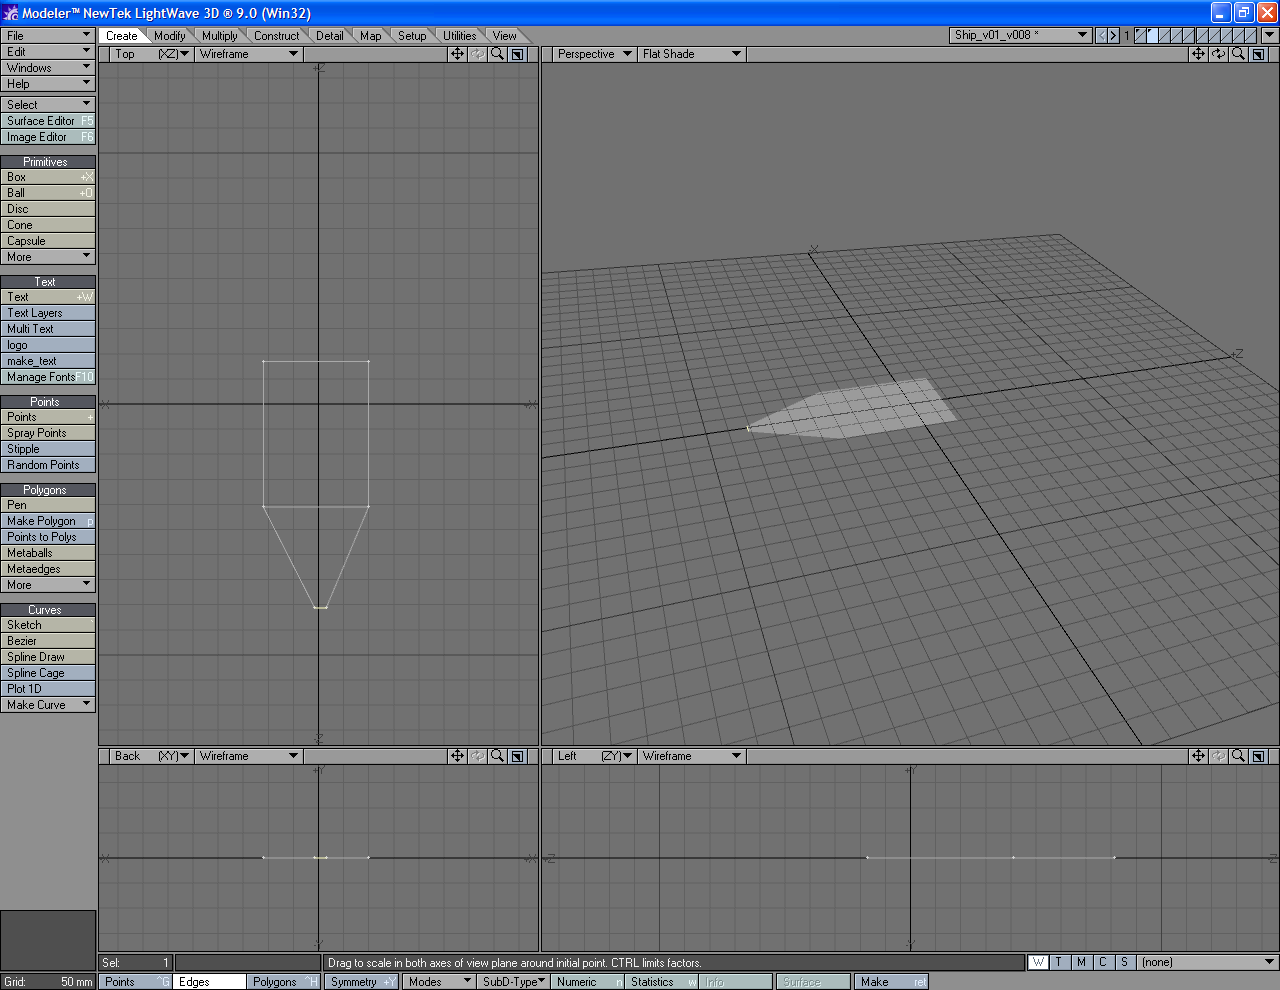 Modeler™ NewTek LightWave 3D ® 9.0 (Win32)
File Create Modify Multiply Construct Detail Map Setup Utilities View Ship_v01_v008 * 1
Edit Top (XZ) Wireframe Perspective Flat Shade
Windows
Help
Select
Surface Editor F5
Image Editor F6
Primitives
Box +X
Ball +O
Disc
Cone
Capsule
More
Text
Text +W
Text Layers
Multi Text
logo
make_text
Manage Fonts F10
Points
Points +
Spray Points
Stipple
Random Points
Polygons
Pen
Make Polygon p
Points to Polys
Metaballs
Metaedges
More
Curves
Sketch
Bezier
Spline Draw
Spline Cage
Plot 1D
Make Curve
Back (XY) Wireframe Left (ZY) Wireframe
Sel: 1 Drag to scale in both axes of view plane around initial point. CTRL limits factors. W T M C S (none)
Grid: 50 mm Points ^G Edges Polygons ^H Symmetry +Y Modes SubD-Type Numeric n Statistics w Info Surface Make ret